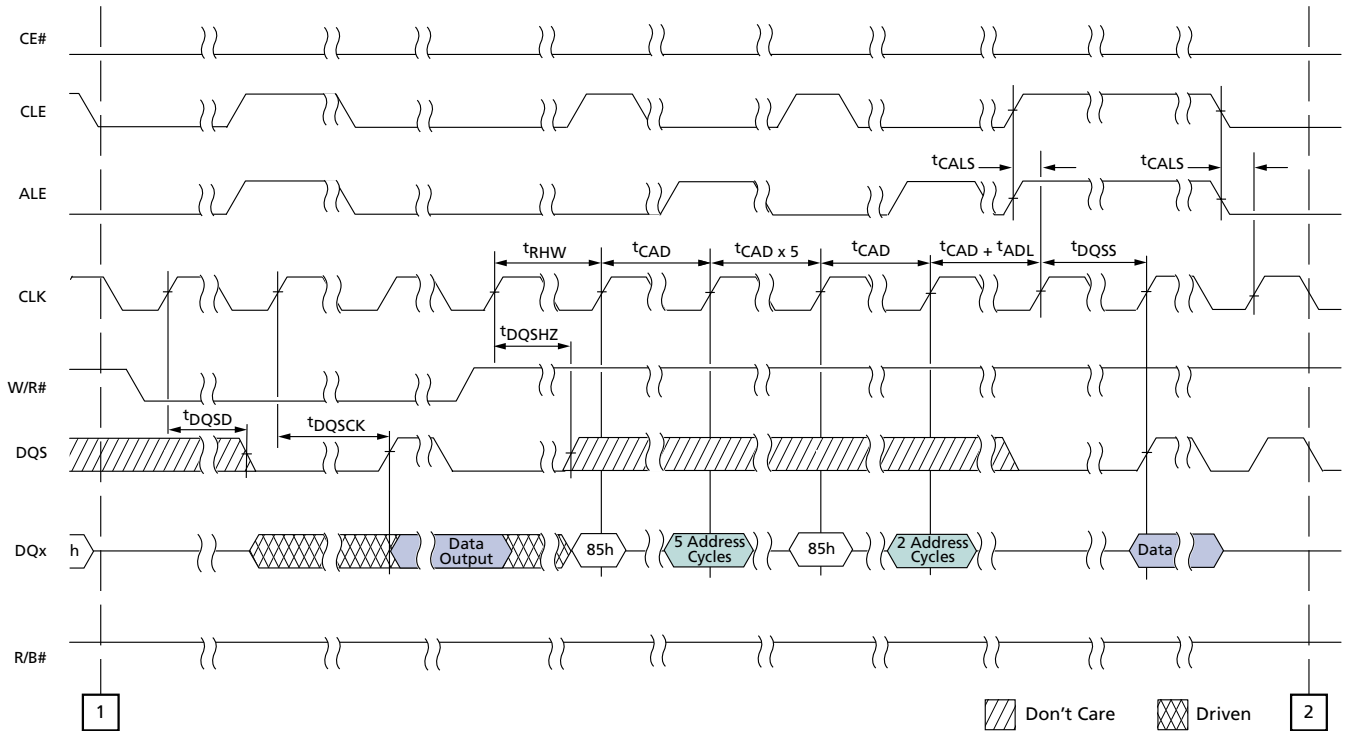 CE#
CLE
tCALS
tCALS
ALE
tRHW
tCAD
tCAD x 5
tCAD
tCAD + tADL
tDQSS
CLK
tDQSHZ
W/R#
tDQSD
tDQSCK
DQS
DQx
h
Data
Output
85h
5 Address
Cycles
85h
2 Address
Cycles
Data
R/B#
1
Don't Care
Driven
2